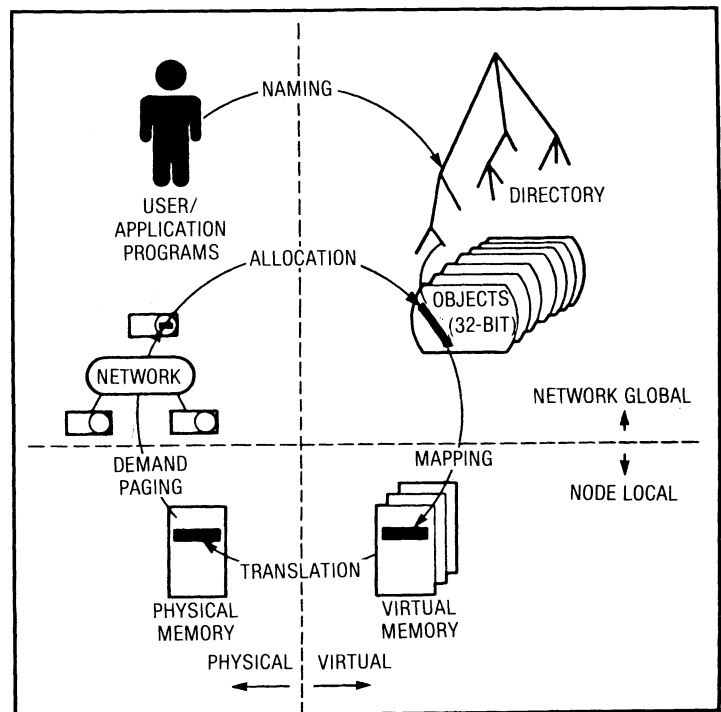 NAMING
USER/
APPLICATION
PROGRAMS
DIRECTORY
ALLOCATION
OBJECTS
(32-BIT)
NETWORK
NETWORK GLOBAL
DEMAND
PAGING
MAPPING
NODE LOCAL
TRANSLATION
PHYSICAL
MEMORY
VIRTUAL
MEMORY
PHYSICAL
VIRTUAL